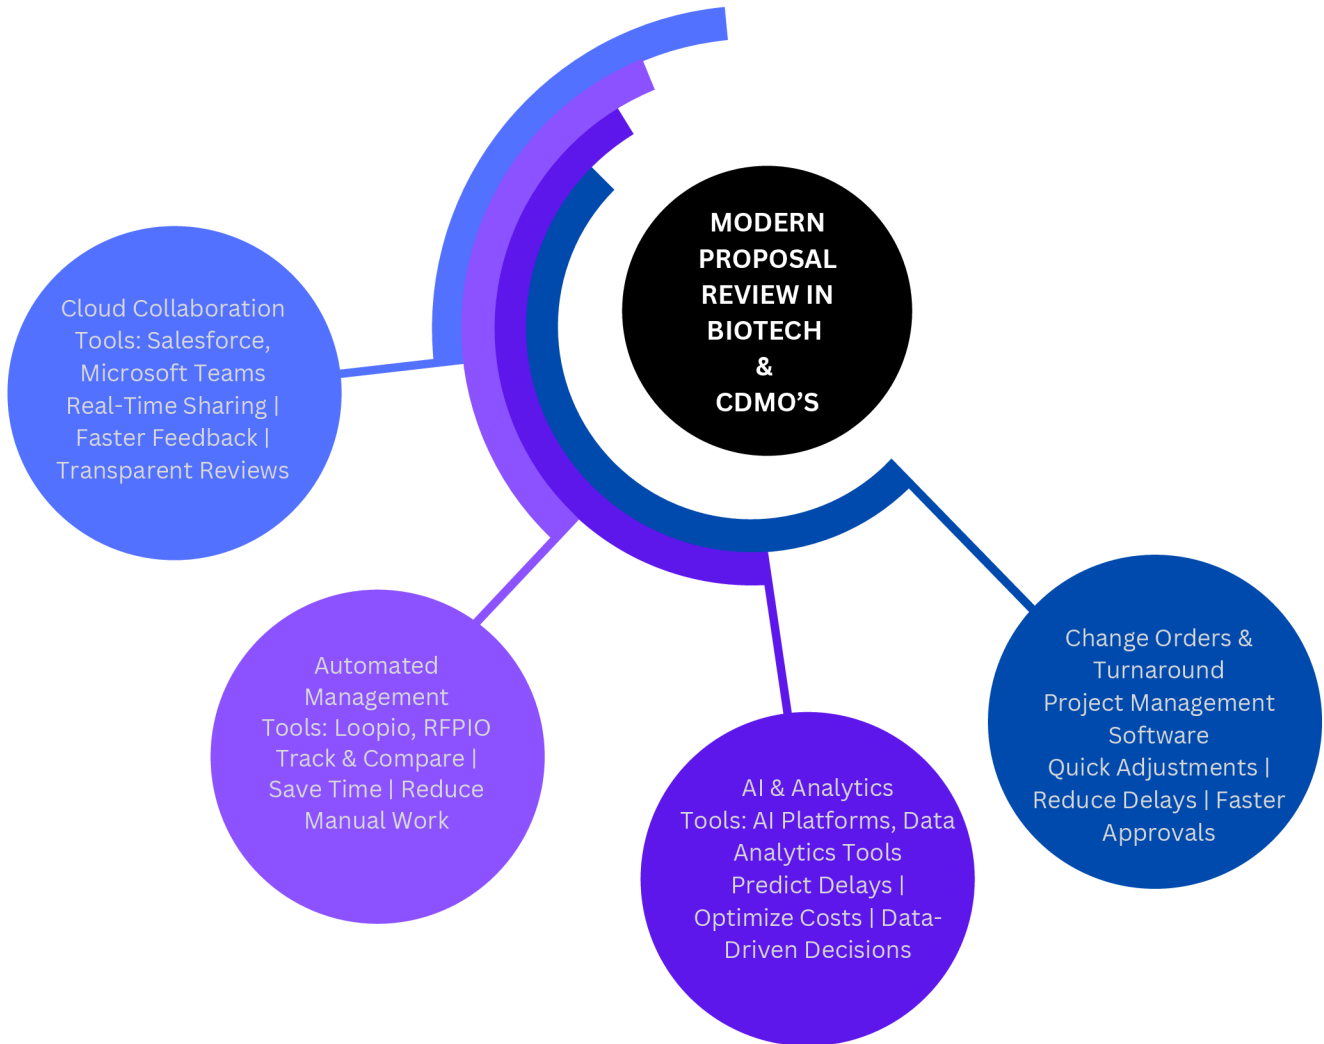 MODERN
PROPOSAL
REVIEW IN
BIOTECH
&
CDMO’S
Cloud Collaboration
Tools: Salesforce,
Microsoft Teams
Real-Time Sharing |
Faster Feedback |
Transparent Reviews
Automated
Management
Tools: Loopio, RFPIO
Track & Compare |
Save Time | Reduce
Manual Work
AI & Analytics
Tools: AI Platforms, Data
Analytics Tools
Predict Delays |
Optimize Costs | Data-
Driven Decisions
Change Orders &
Turnaround
Project Management
Software
Quick Adjustments |
Reduce Delays | Faster
Approvals